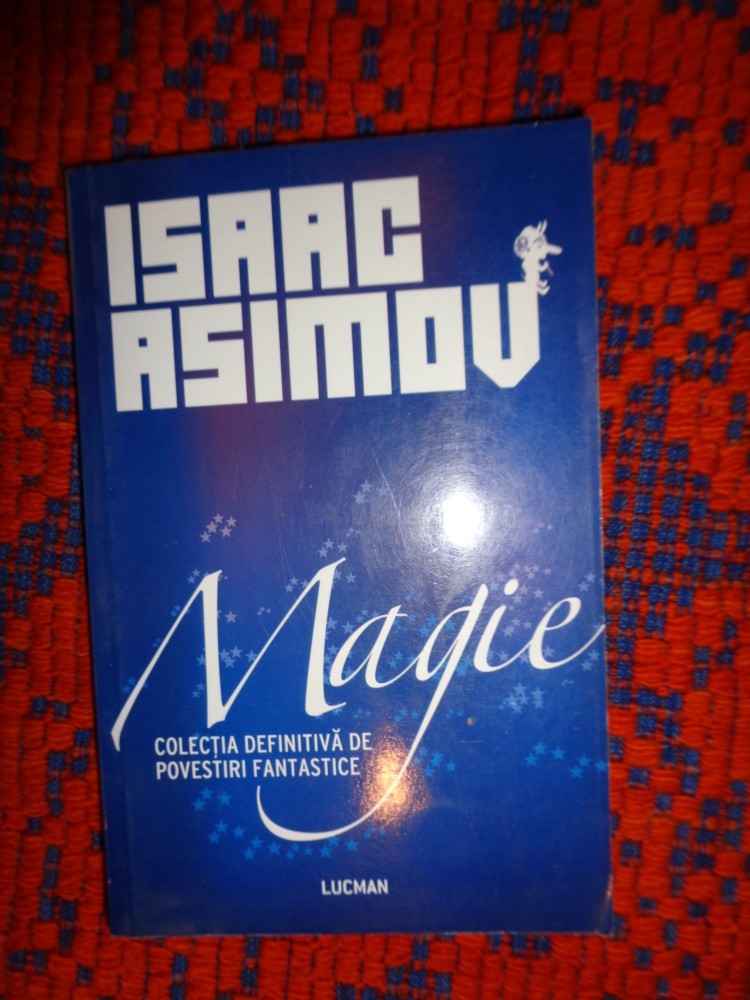 ISAAC
ASIMOV
Magie
COLECȚIA DEFINITIVĂ DE
POVESTIRI FANTASTICE
LUCMAN